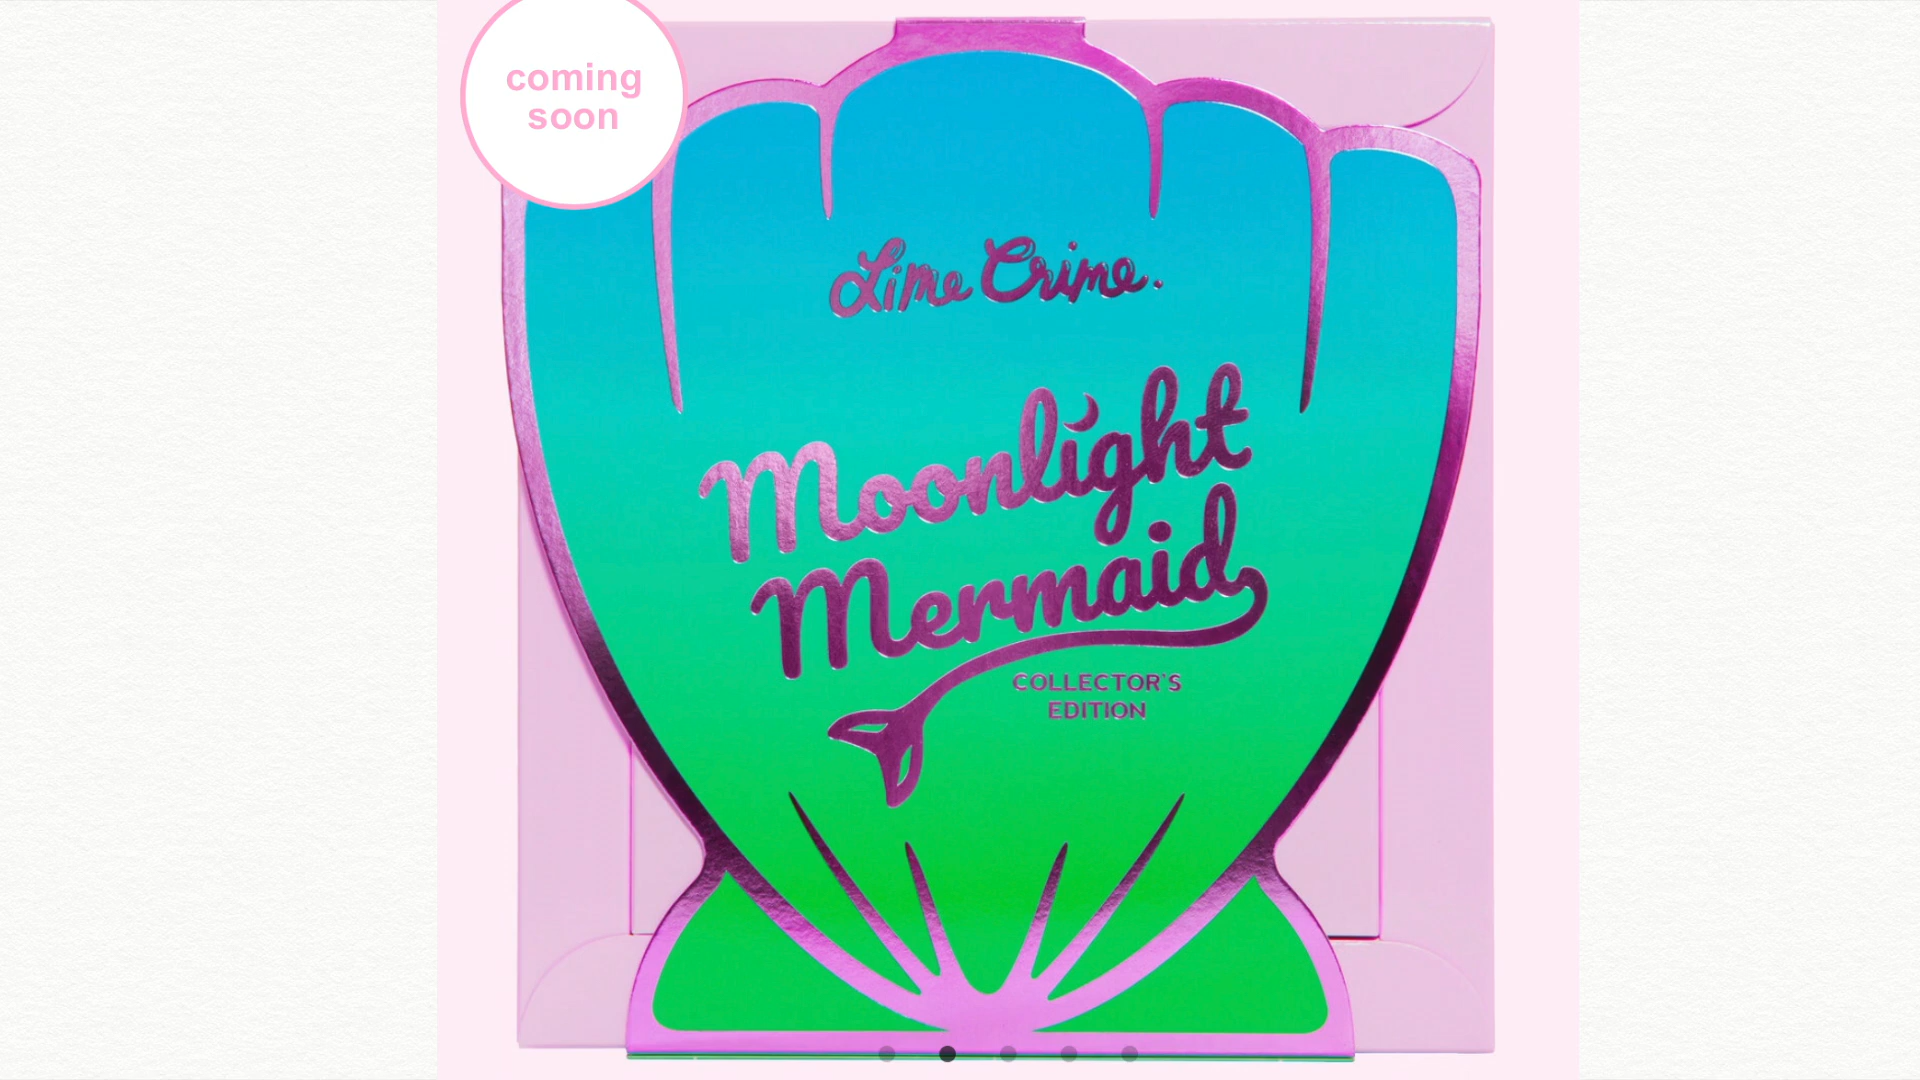 coming
soon
Lime Crime.
Moonlight
Mermaid
COLLECTOR'S
EDITION